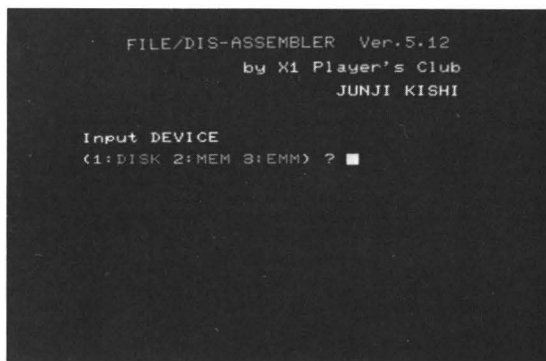 FILE/DIS-ASSEMBLER Ver.5.12
by X1 Player's Club
JUNJI KISHI
Input DEVICE
(1:DISK 2:MEM 3:EMM) ?